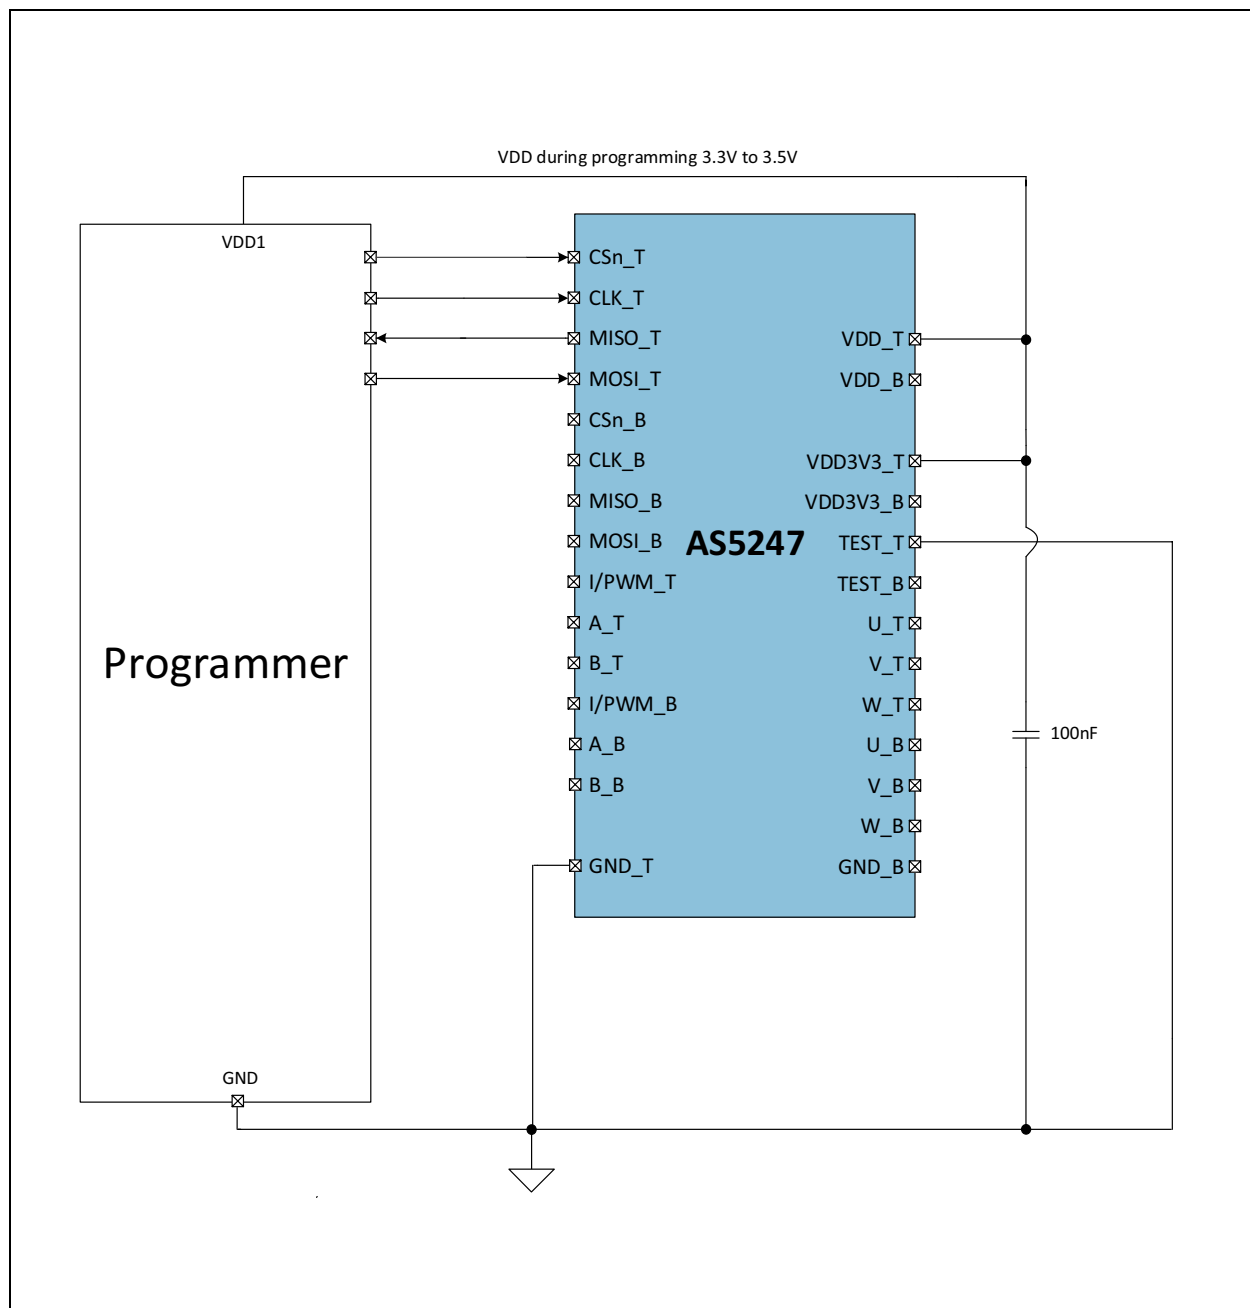 VDD during programming 3.3V to 3.5V
VDD1
Programmer
GND
CSn_T
CLK_T
MISO_T
MOSI_T
CSn_B
CLK_B
MISO_B
MOSI_B
I/PWM_T
A_T
B_T
I/PWM_B
A_B
B_B
GND_T
AS5247
VDD_T
VDD_B
VDD3V3_T
VDD3V3_B
TEST_T
TEST_B
U_T
V_T
W_T
U_B
V_B
W_B
GND_B
100nF